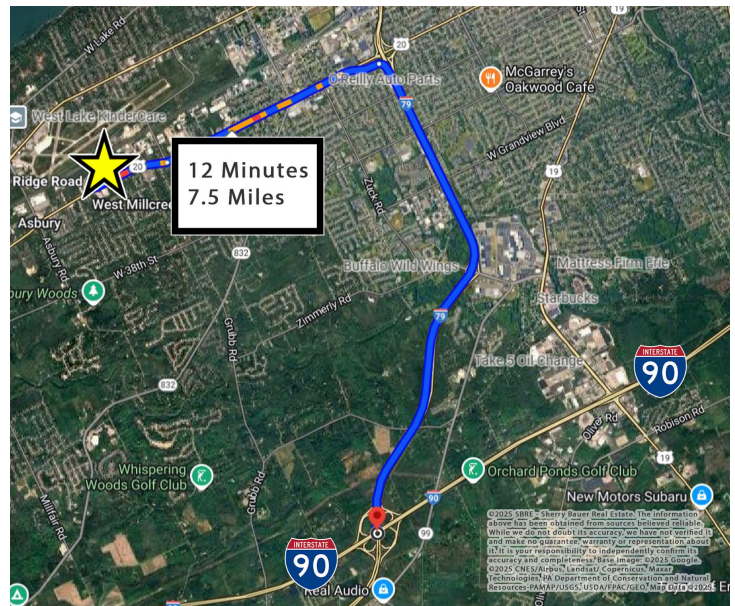 W Lake Rd
19
20
O'Reilly Auto Parts
McGarrey's
Oakwood Cafe
79
West Lake KinderCare
W Grandview Blvd
12 Minutes
7.5 Miles
20
Ridge Road
West Millcree
19
Zuck Rd
Asbury
Asbury Rd
W 38th St
832
Buffalo Wild Wings
Mattress Firm Erie
bury Woods
Starbucks
Zimmerly Rd
79
Grubb Rd
Take 5 Oil Change
INTERSTATE
90
832
Oliver Rd
Robison Rd
Whispering
Woods Golf Club
Grubb Rd
Orchard Ponds Golf Club
19
Millfair Rd
90
New Motors Subaru
99
©2025 SBRE - Sherry Bauer Real Estate. The information
above has been obtained from sources believed reliable.
While we do not doubt its accuracy, we have not verified it
and make no guarantee, warranty or representation about
it. It is your responsibility to independently confirm its
accuracy and completeness. Base Image: ©2025 Google.
©2025 CNES/Airbus, Landsat/ Copernicus, Maxar
Technologies, PA Department of Conservation and Natural
Resources-PAMAP/USGS, USDA/FPAC/GEO, Map Data ©2025.
INTERSTATE
90
Real Audio
79
90